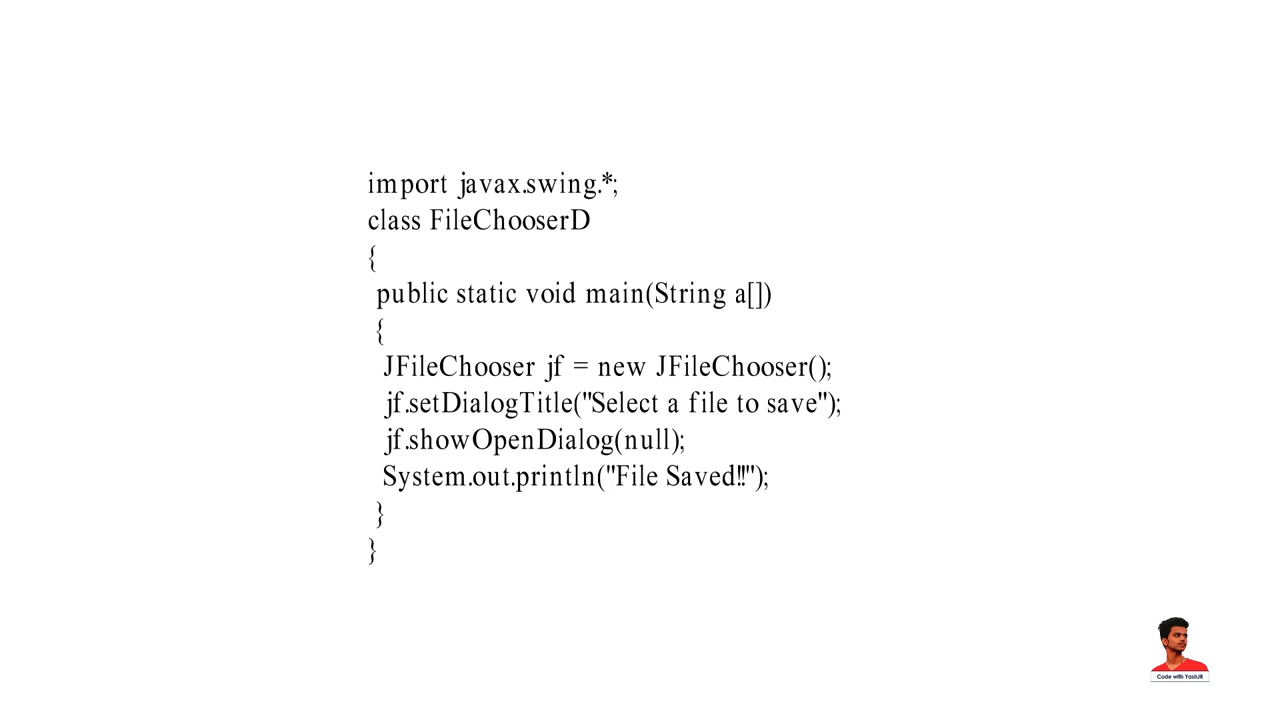 import javax.swing.*;
class FileChooserD
{
public static void main(String a[])
{
JFileChooser jf = new JFileChooser();
jf.setDialogTitle("Select a file to save");
jf.showOpenDialog(null);
System.out.println("File Saved!!");
}
}
Code with YashJR